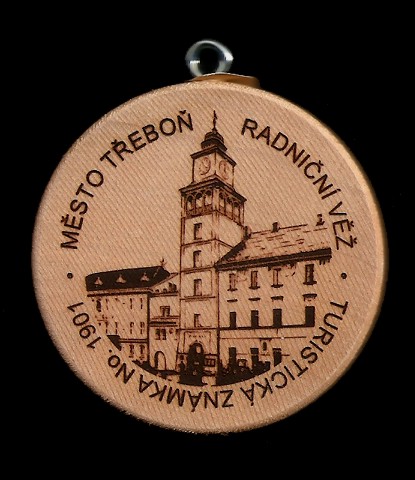 MĚSTO TŘEBOŇ
RADNIČNÍ VĚŽ
TURISTICKÁ ZNÁMKA No. 1901